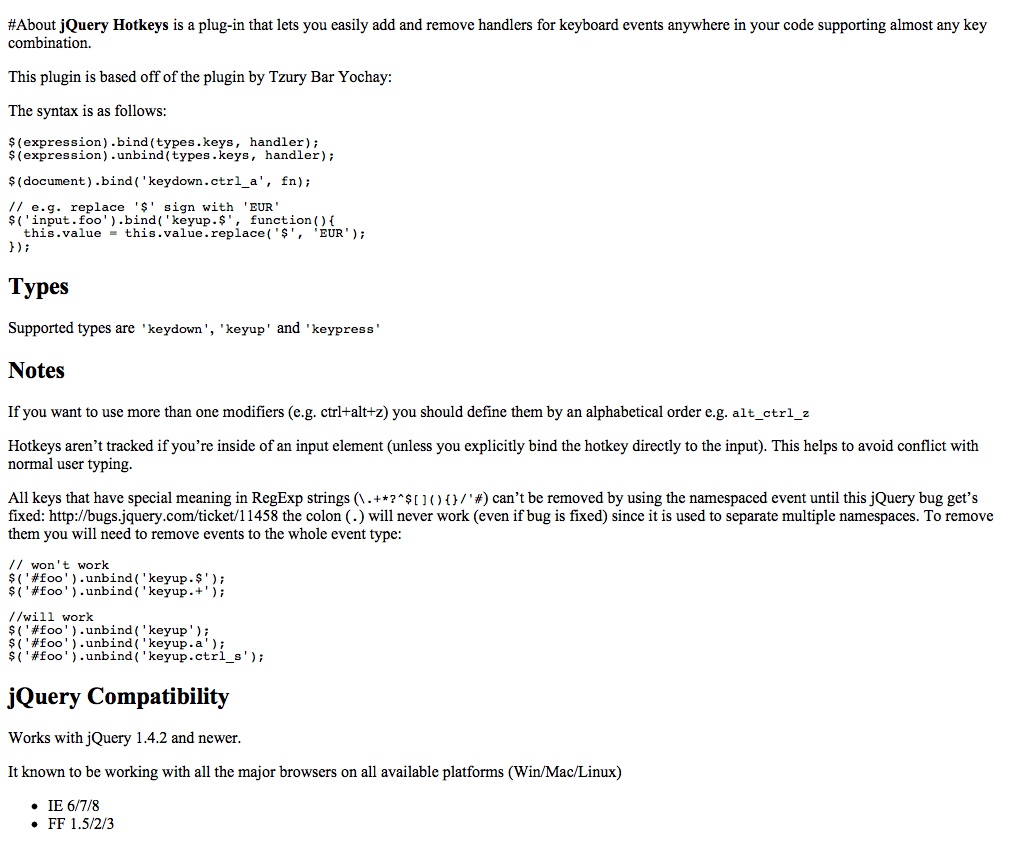 #About jQuery Hotkeys is a plug-in that lets you easily add and remove handlers for keyboard events anywhere in your code supporting almost any key
combination.
This plugin is based off of the plugin by Tzury Bar Yochay:
The syntax is as follows:
$(expression).bind(types.keys, handler);
$(expression).unbind(types.keys, handler);
$(document).bind('keydown.ctrl_a', fn);
// e.g. replace '$' sign with 'EUR'
$('input.foo').bind('keyup.$', function(){
  this.value = this.value.replace('$', 'EUR');
});
Types
Supported types are 'keydown', 'keyup' and 'keypress'
Notes
If you want to use more than one modifiers (e.g. ctrl+alt+z) you should define them by an alphabetical order e.g. alt_ctrl_z
Hotkeys aren’t tracked if you’re inside of an input element (unless you explicitly bind the hotkey directly to the input). This helps to avoid conflict with
normal user typing.
All keys that have special meaning in RegExp strings (\.+*?^$[](){}/'#) can’t be removed by using the namespaced event until this jQuery bug get’s
fixed: http://bugs.jquery.com/ticket/11458 the colon (.) will never work (even if bug is fixed) since it is used to separate multiple namespaces. To remove
them you will need to remove events to the whole event type:
// won't work
$('#foo').unbind('keyup.$');
$('#foo').unbind('keyup.+');
//will work
$('#foo').unbind('keyup');
$('#foo').unbind('keyup.a');
$('#foo').unbind('keyup.ctrl_s');
jQuery Compatibility
Works with jQuery 1.4.2 and newer.
It known to be working with all the major browsers on all available platforms (Win/Mac/Linux)
• IE 6/7/8
• FF 1.5/2/3